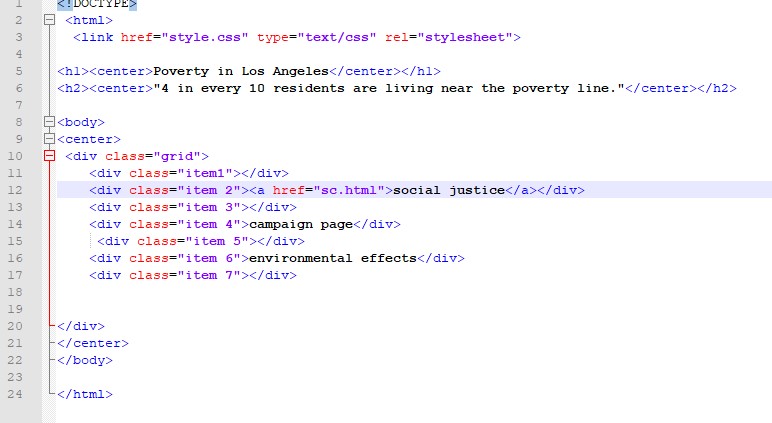 1 <!DOCTYPE>
2 <html>
3 <link href="style.css" type="text/css" rel="stylesheet">
4
5 <h1><center>Poverty in Los Angeles</center></h1>
6 <h2><center>"4 in every 10 residents are living near the poverty line."</center></h2>
7
8 <body>
9 <center>
10 <div class="grid">
11 <div class="item1"></div>
12 <div class="item 2"><a href="sc.html">social justice</a></div>
13 <div class="item 3"></div>
14 <div class="item 4">campaign page</div>
15 <div class="item 5"></div>
16 <div class="item 6">environmental effects</div>
17 <div class="item 7"></div>
18
19
20 </div>
21 </center>
22 </body>
23
24 </html>